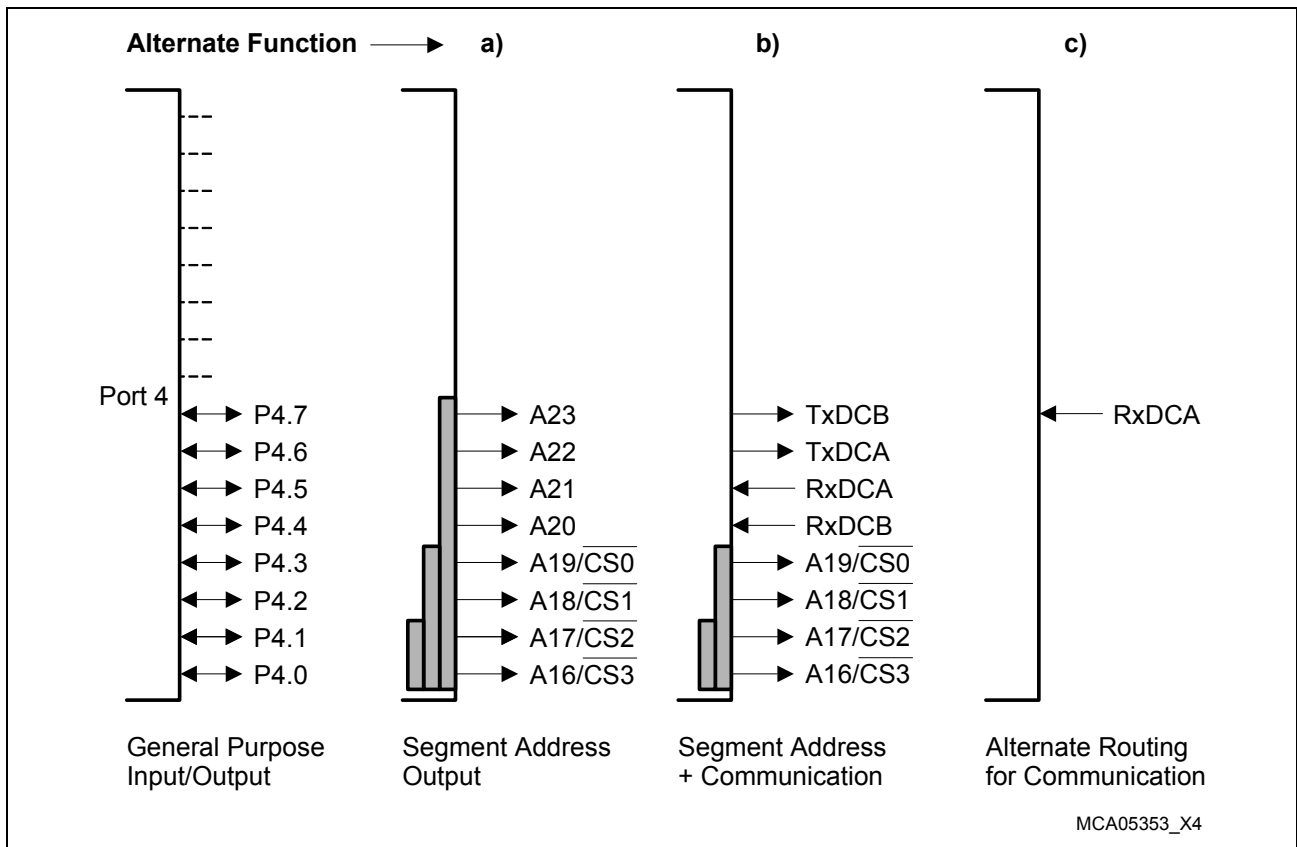 Alternate Function a) b) c)
Port 4
P4.7 A23 TxDCB RxDCA
P4.6 A22 TxDCA
P4.5 A21 RxDCA
P4.4 A20 RxDCB
P4.3 A19/CS0 A19/CS0
P4.2 A18/CS1 A18/CS1
P4.1 A17/CS2 A17/CS2
P4.0 A16/CS3 A16/CS3
General Purpose Segment Address Segment Address Alternate Routing
Input/Output Output + Communication for Communication
MCA05353_X4